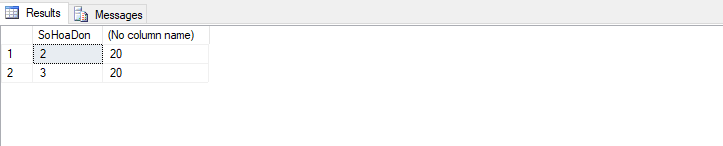 Results Messages
SoHoaDon (No column name)
1 2 20
2 3 20